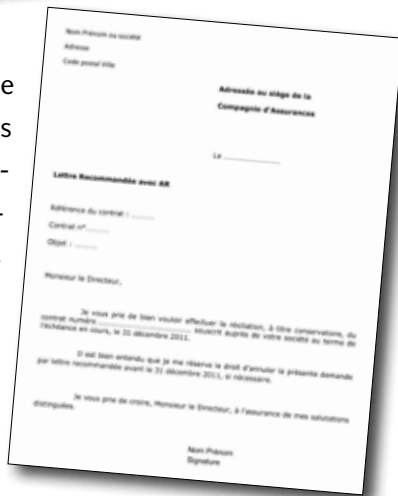 e
s
-
-
Nom Prénom ou société
Adresse
Code postal Ville
Adressée au siège de la
Compagnie d'Assurances
Le ....................
Lettre Recommandée avec AR
Référence du contrat : ........
Contrat n°........
Objet : ........
Monsieur le Directeur,
Je vous prie de bien vouloir effectuer la résiliation, à titre conservatoire, du
contrat numéro .............................. souscrit auprès de votre société au terme de
l'échéance en cours, le 31 décembre 2011.
Il est bien entendu que je me réserve le droit d'annuler la présente demande
par lettre recommandée avant le 31 décembre 2011, si nécessaire.
Je vous prie de croire, Monsieur le Directeur, à l'assurance de mes salutations
distinguées.
Nom Prénom
Signature